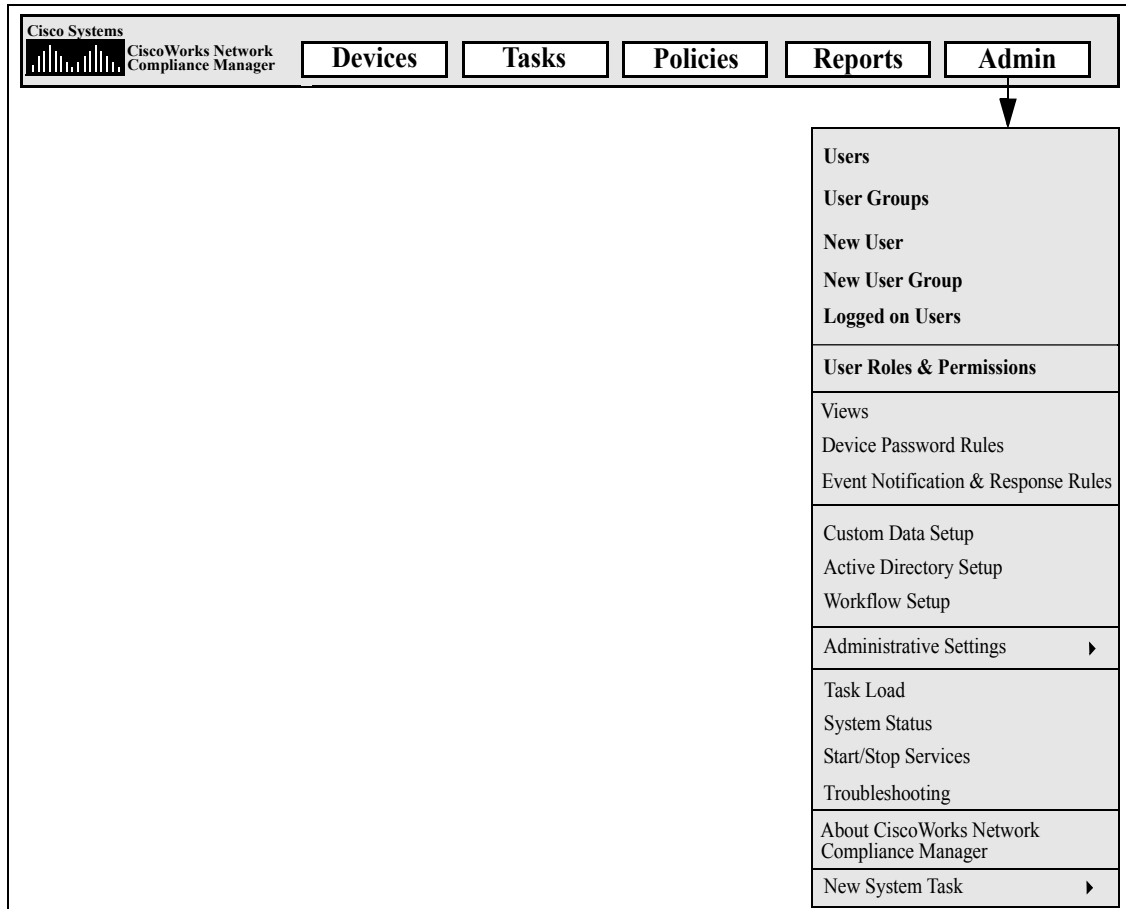 Cisco Systems
CiscoWorks Network
Compliance Manager
Devices
Tasks
Policies
Reports
Admin
Users
User Groups
New User
New User Group
Logged on Users
User Roles & Permissions
Views
Device Password Rules
Event Notification & Response Rules
Custom Data Setup
Active Directory Setup
Workflow Setup
Administrative Settings
Task Load
System Status
Start/Stop Services
Troubleshooting
About CiscoWorks Network
Compliance Manager
New System Task